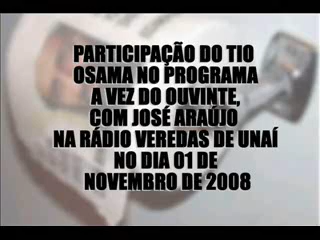 PARTICIPAÇÃO DO TIO
OSAMA NO PROGRAMA
A VEZ DO OUVINTE,
COM JOSÉ ARAÚJO
NA RÁDIO VEREDAS DE UNAÍ
NO DIA 01 DE
NOVEMBRO DE 2008